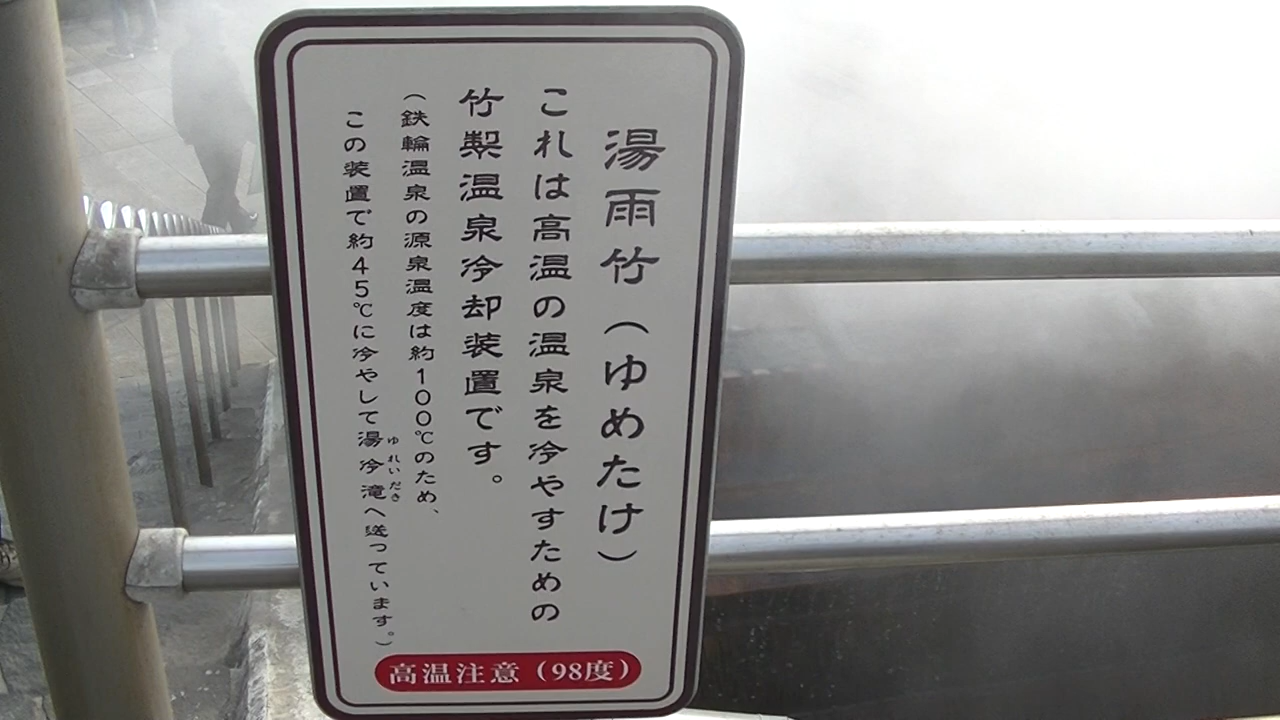 湯雨竹（ゆめたけ）
これは高温の温泉を冷やすための
竹製温泉冷却装置です。
（鉄輪温泉の源泉温度は約100℃のため、
この装置で約45℃に冷やして湯冷滝へ送っています。）
ゆれいだき
高温注意（98度）